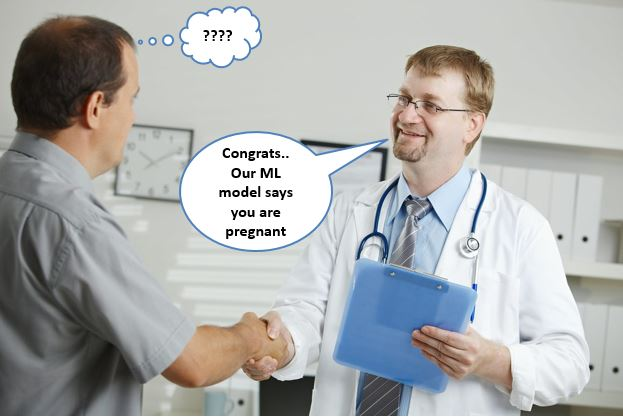 ????
Congrats..
Our ML
model says
you are
pregnant